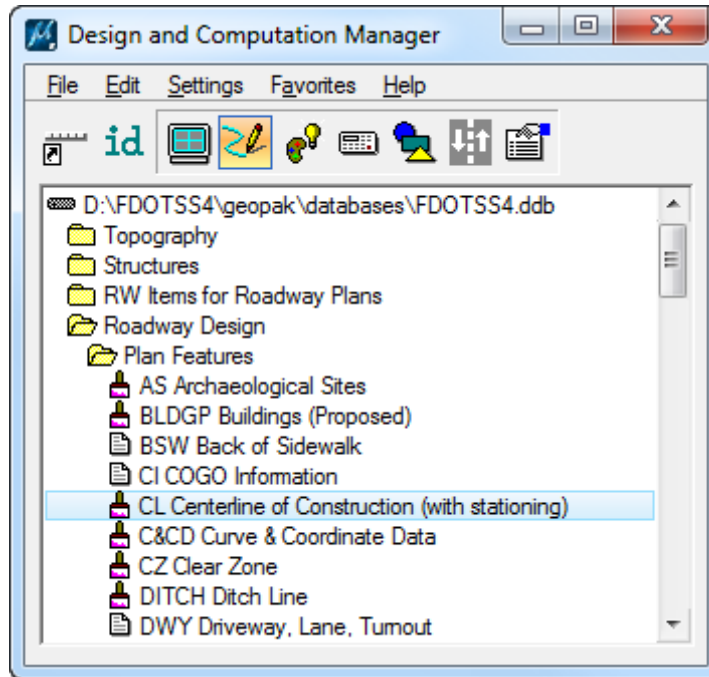 Design and Computation Manager
File Edit Settings Favorites Help
id
D:\FDOTSS4\geopak\databases\FDOTSS4.ddb
Topography
Structures
RW Items for Roadway Plans
Roadway Design
Plan Features
AS Archaeological Sites
BLDGP Buildings (Proposed)
BSW Back of Sidewalk
CI COGO Information
CL Centerline of Construction (with stationing)
C&CD Curve & Coordinate Data
CZ Clear Zone
DITCH Ditch Line
DWY Driveway, Lane, Turnout